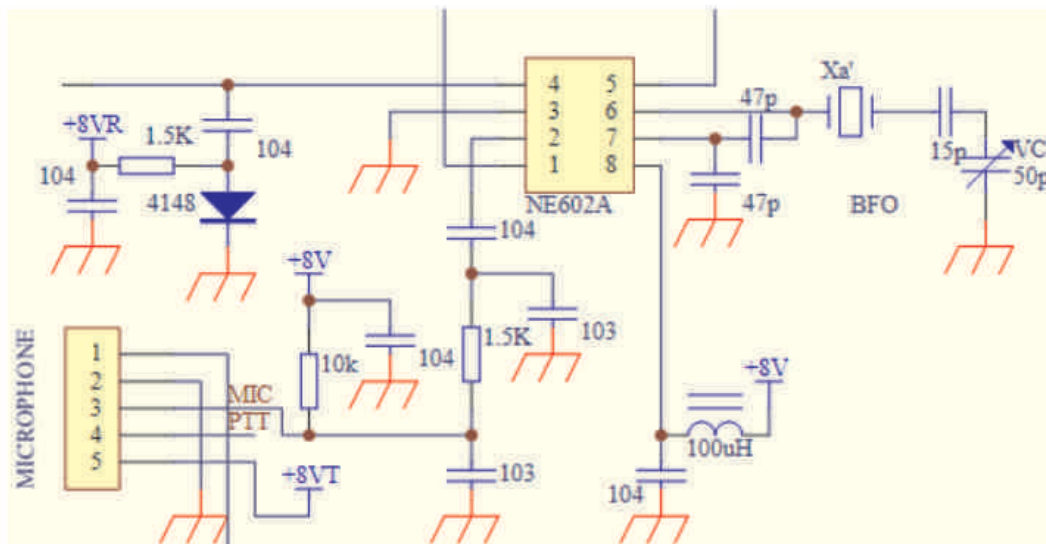 Xa'
4 5
47p
3 6
+8VR
1.5K
2 7
104
15p
VC
104
1 8
50p
4148
NE602A
47p
BFO
104
+8V
MICROPHONE
1.5K
103
1
10k
104
+8V
2
MIC
3
PTT
4
100uH
5
+8VT
103
104